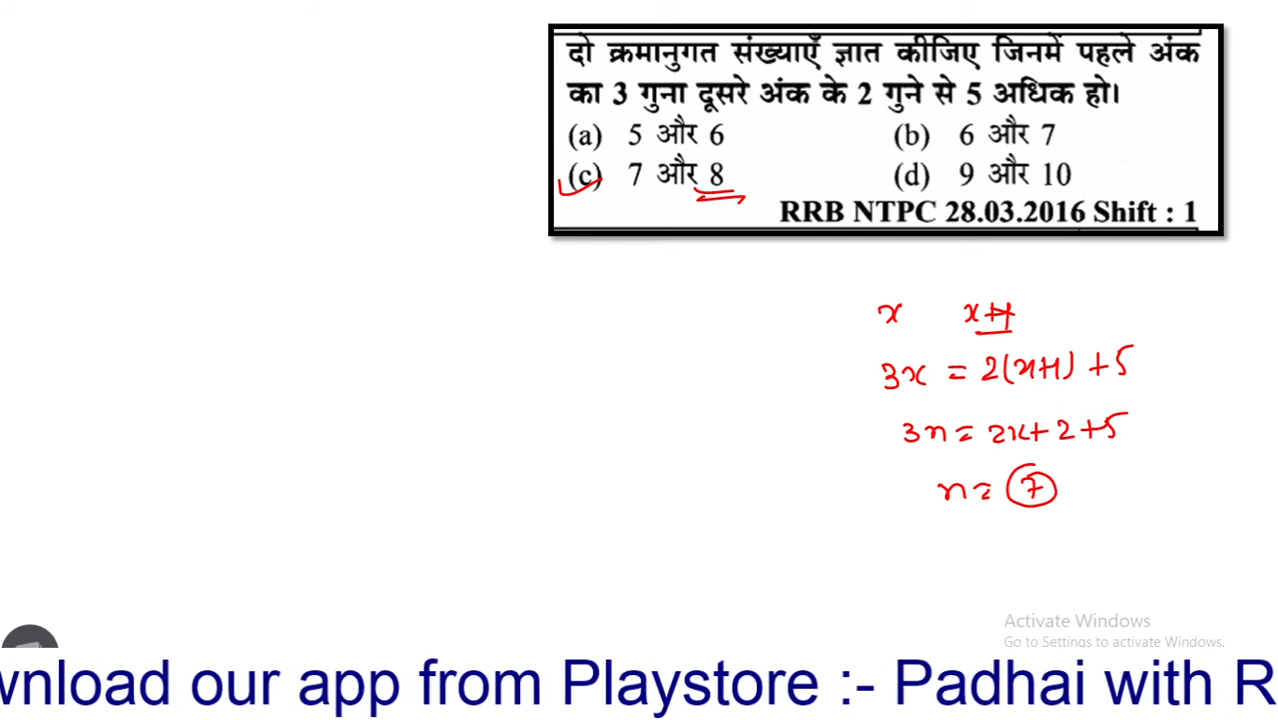 दो क्रमानुगत संख्याएँ ज्ञात कीजिए जिनमें पहले अंक
का 3 गुना दूसरे अंक के 2 गुने से 5 अधिक हो।
(a) 5 और 6 (b) 6 और 7
(c) 7 और 8 (d) 9 और 10
RRB NTPC 28.03.2016 Shift : 1
x x+1
3x = 2(x+1) + 5
3x = 2x + 2 + 5
x = 7
Activate Windows
Go to Settings to activate Windows.
wnload our app from Playstore :- Padhai with R